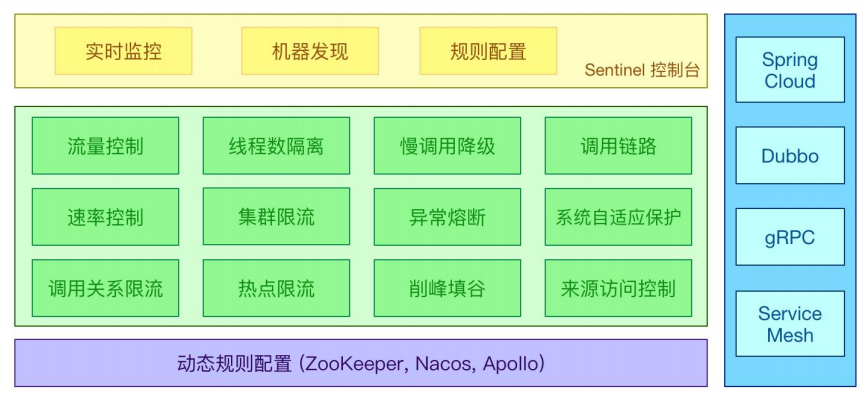 实时监控
机器发现
规则配置
Sentinel 控制台
流量控制
线程数隔离
慢调用降级
调用链路
速率控制
集群限流
异常熔断
系统自适应保护
调用关系限流
热点限流
削峰填谷
来源访问控制
动态规则配置 (ZooKeeper, Nacos, Apollo)
Spring
Cloud
Dubbo
gRPC
Service
Mesh